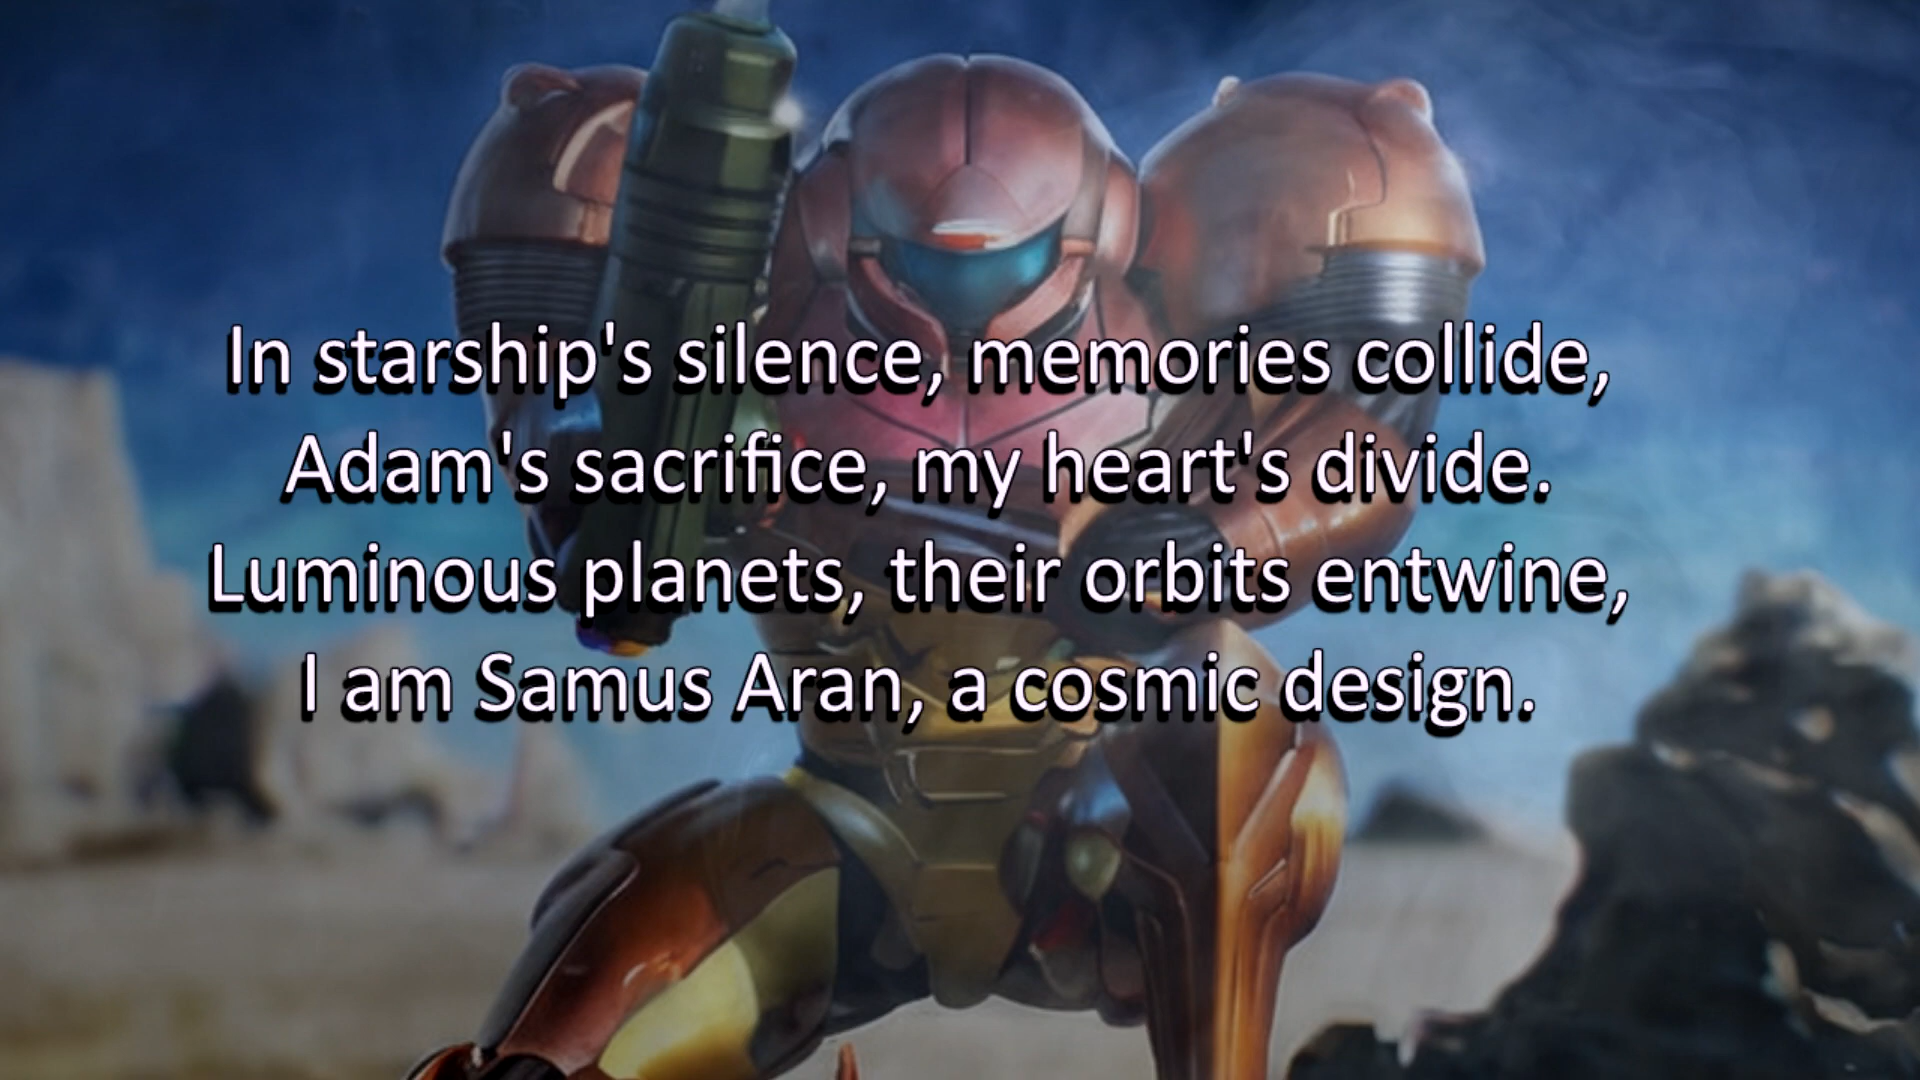 In starship's silence, memories collide,
Adam's sacrifice, my heart's divide.
Luminous planets, their orbits entwine,
I am Samus Aran, a cosmic design.